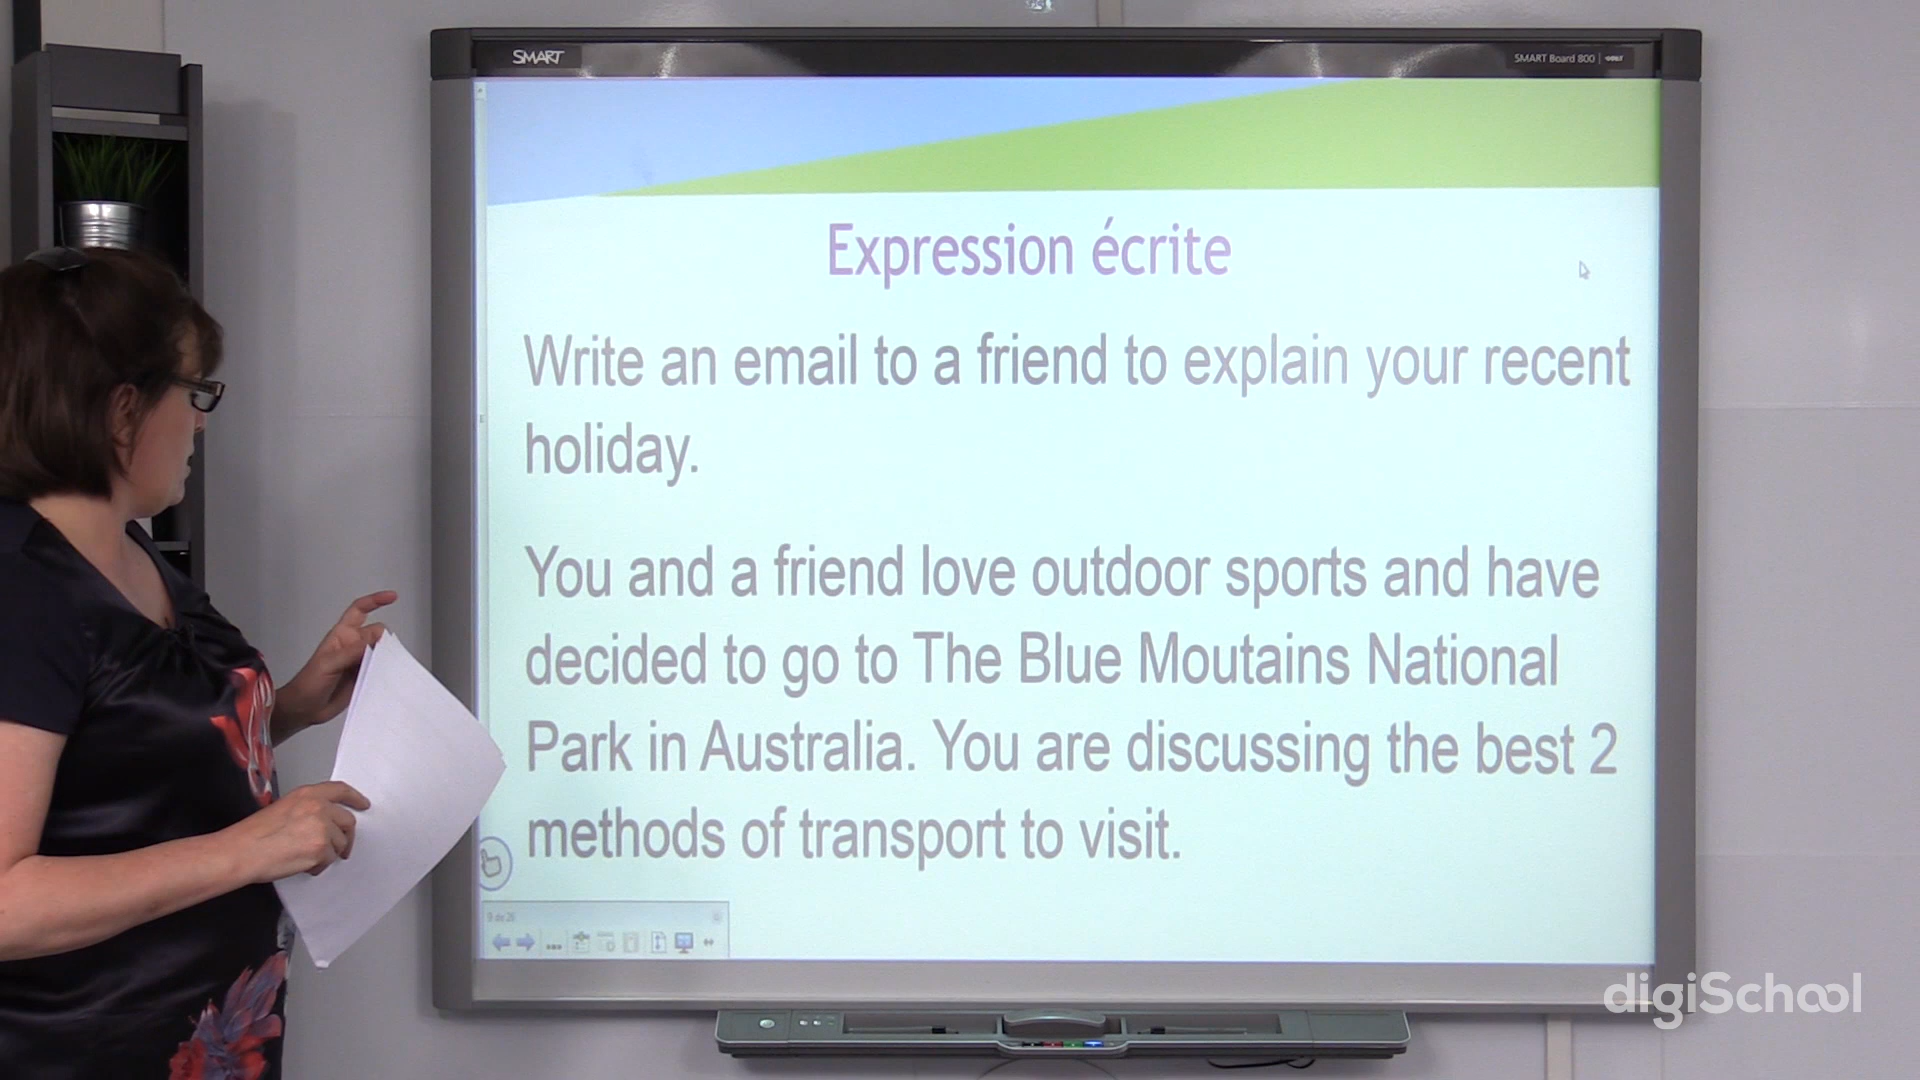 SMART
SMART Board 800
Expression écrite
Write an email to a friend to explain your recent
holiday.
You and a friend love outdoor sports and have
decided to go to The Blue Moutains National
Park in Australia. You are discussing the best 2
methods of transport to visit.
digiSchool